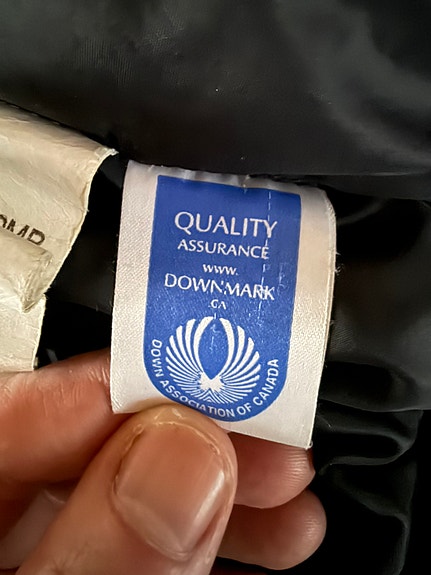 QUALITY
ASSURANCE
www.
DOWNMARK
.CA
DOWN ASSOCIATION OF CANADA